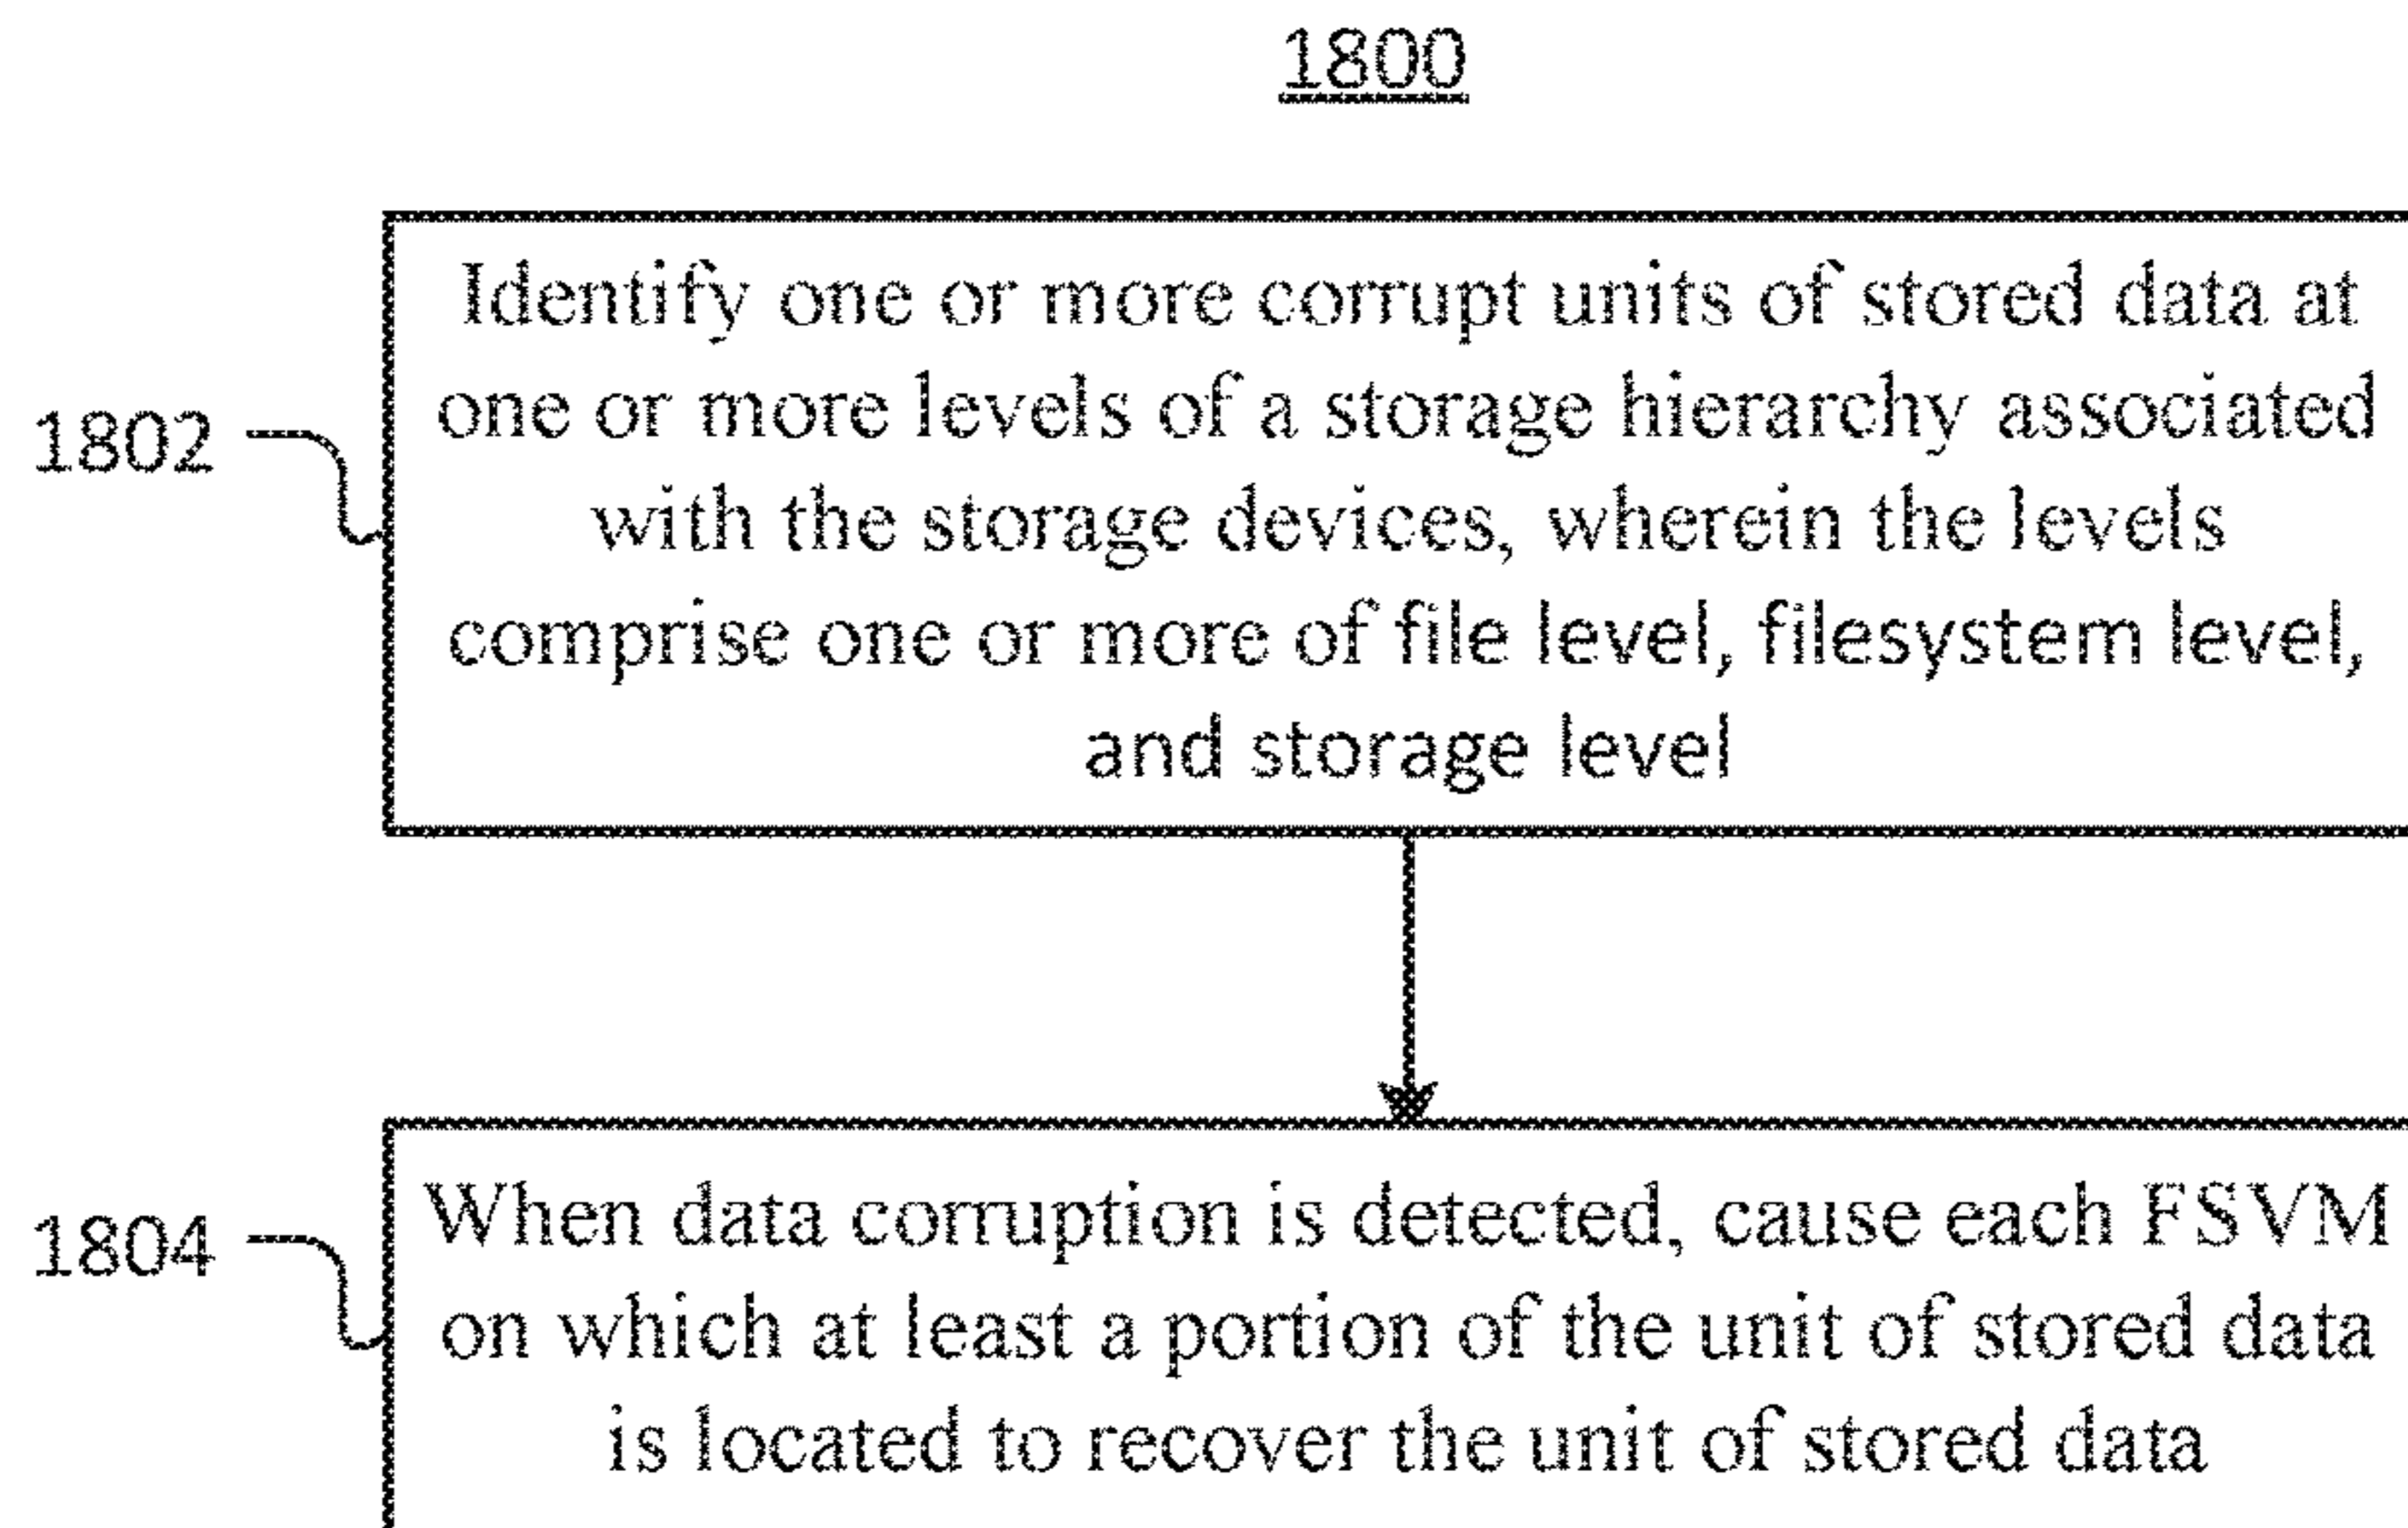 1800
Identify one or more corrupt units of stored data at
one or more levels of a storage hierarchy associated
1802
with the storage devices, wherein the levels
comprise one or more of file level, filesystem level,
and storage level
When data corruption is detected, cause each FSVM
1804
on which at least a portion of the unit of stored data
is located to recover the unit of stored data